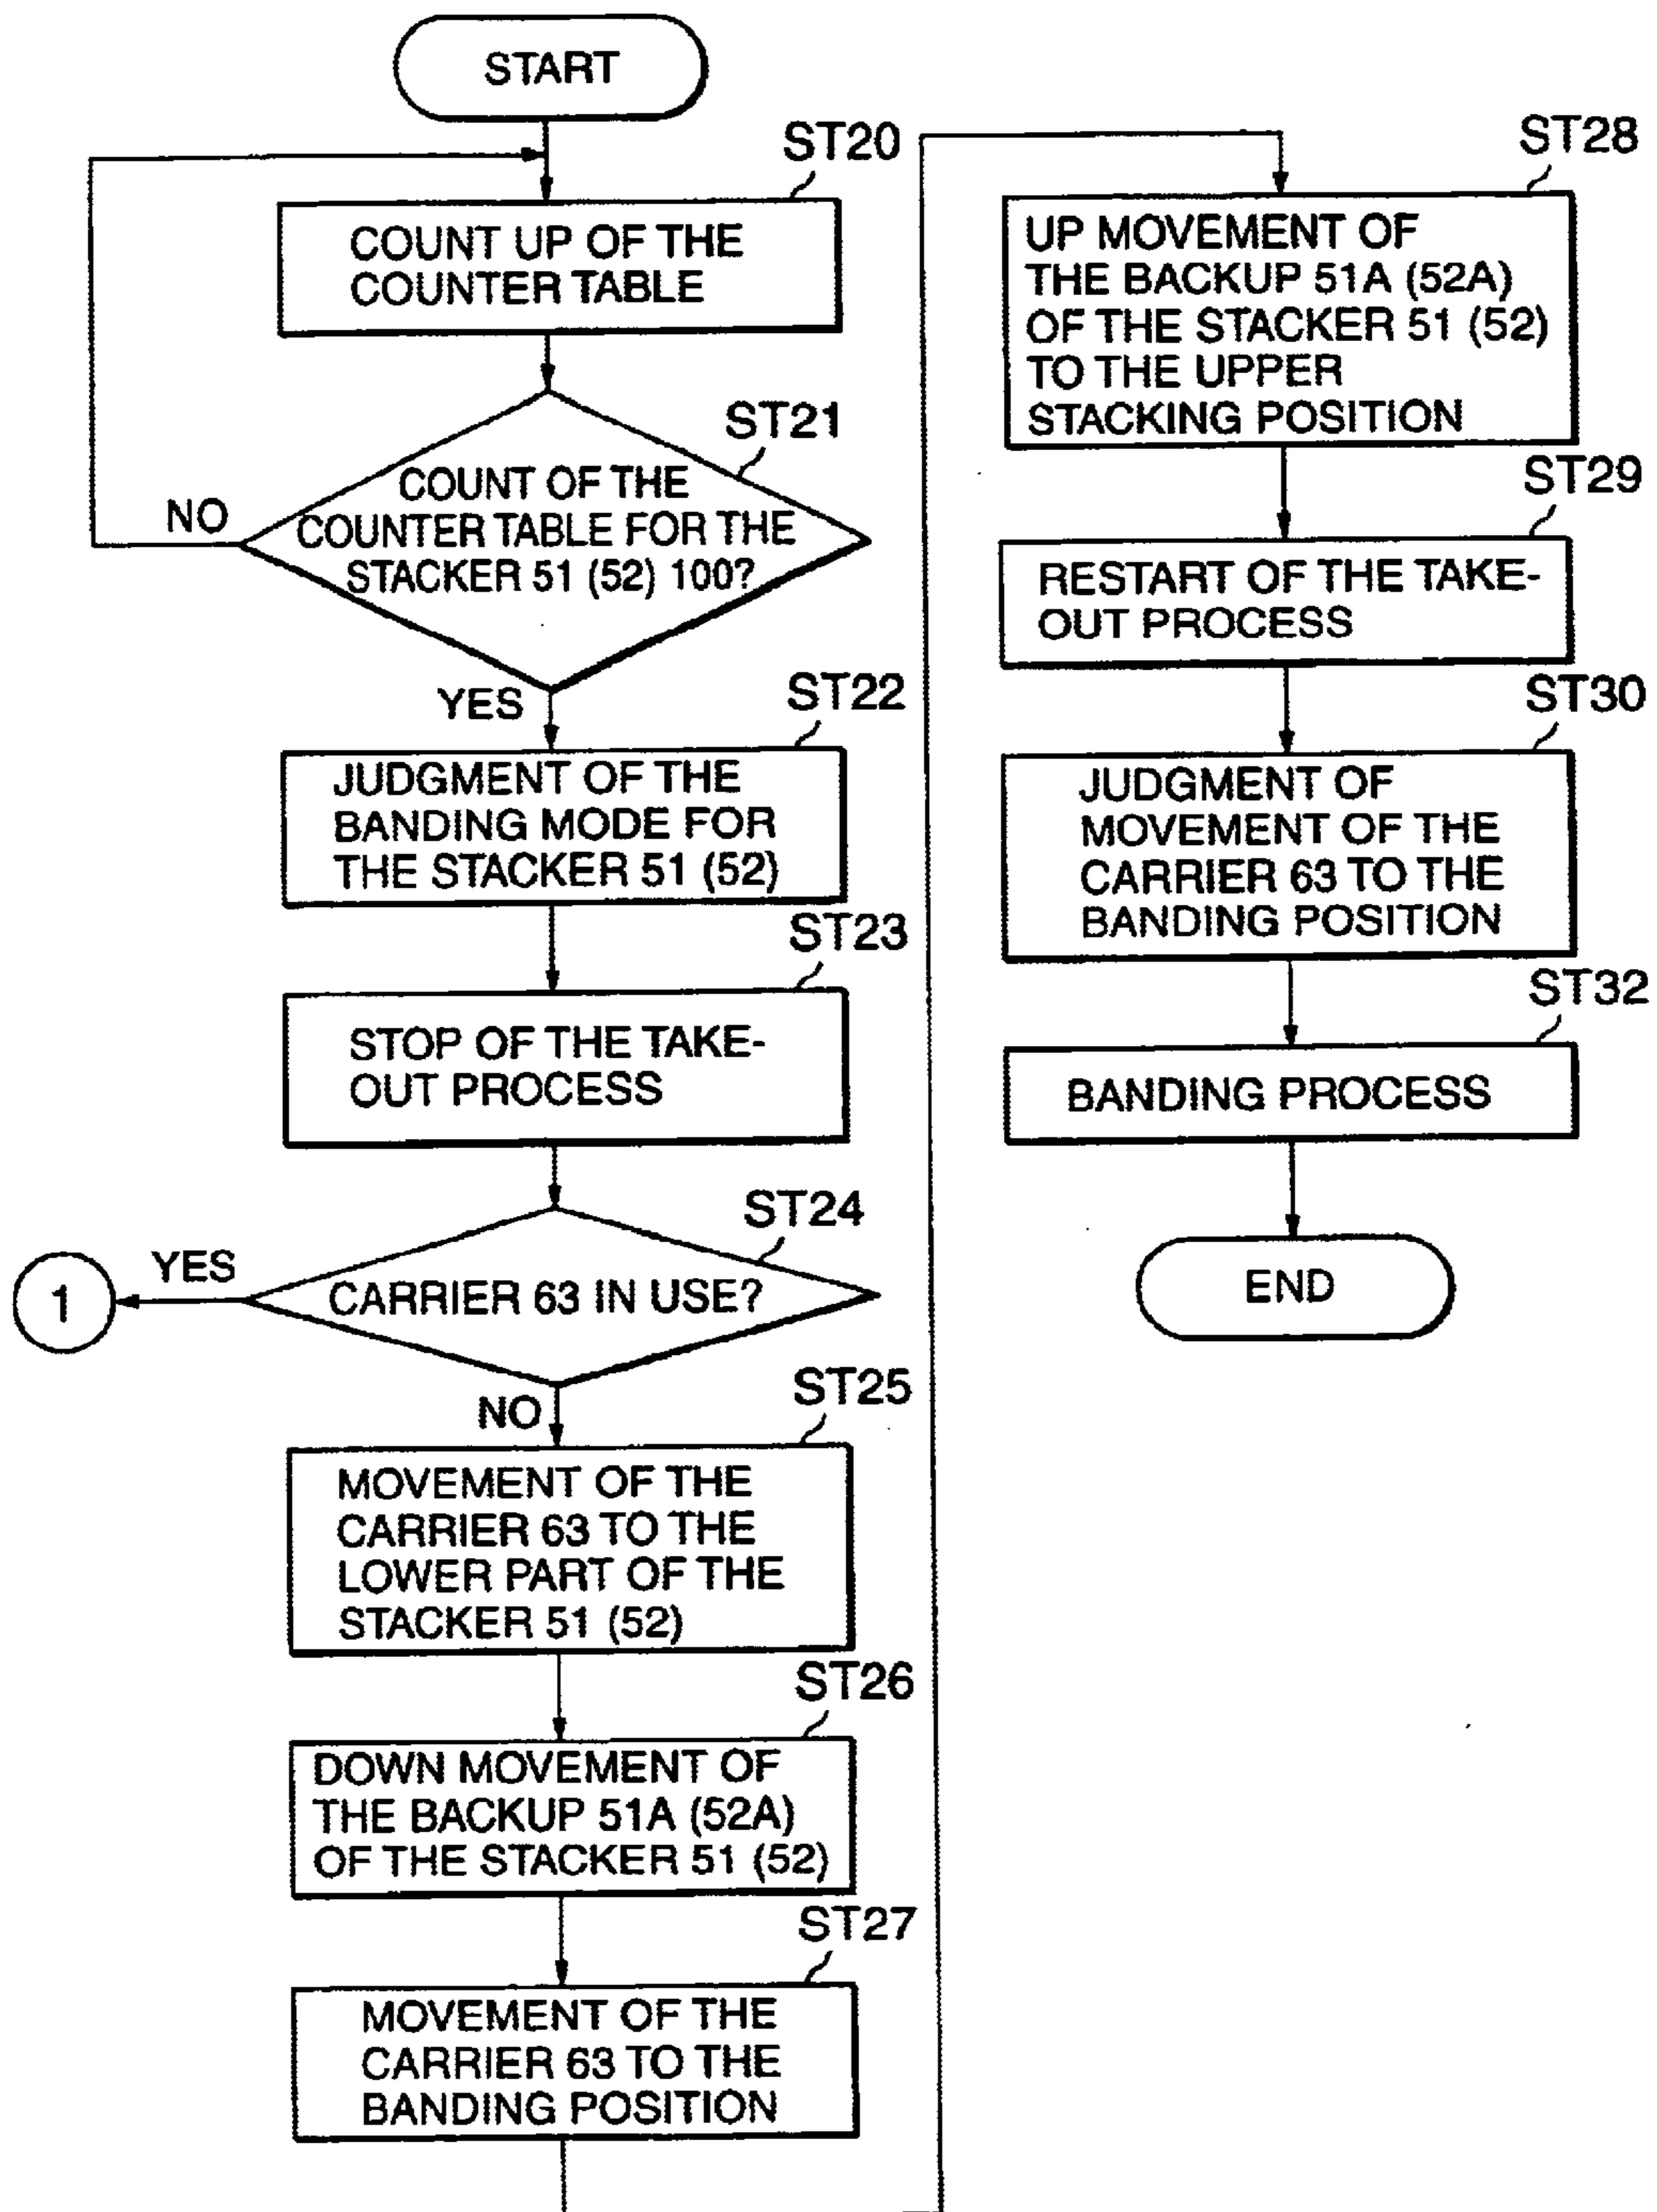 START
ST20
COUNT UP OF THE
COUNTER TABLE
ST21
COUNT OF THE
COUNTER TABLE FOR THE
STACKER 51 (52) 100?
NO
YES
ST22
JUDGMENT OF THE
BANDING MODE FOR
THE STACKER 51 (52)
ST23
STOP OF THE TAKE-
OUT PROCESS
ST24
CARRIER 63 IN USE?
YES
1
NO
ST25
MOVEMENT OF THE
CARRIER 63 TO THE
LOWER PART OF THE
STACKER 51 (52)
ST26
DOWN MOVEMENT OF
THE BACKUP 51A (52A)
OF THE STACKER 51 (52)
ST27
MOVEMENT OF THE
CARRIER 63 TO THE
BANDING POSITION
ST28
UP MOVEMENT OF
THE BACKUP 51A (52A)
OF THE STACKER 51 (52)
TO THE UPPER
STACKING POSITION
ST29
RESTART OF THE TAKE-
OUT PROCESS
ST30
JUDGMENT OF
MOVEMENT OF THE
CARRIER 63 TO THE
BANDING POSITION
ST32
BANDING PROCESS
END